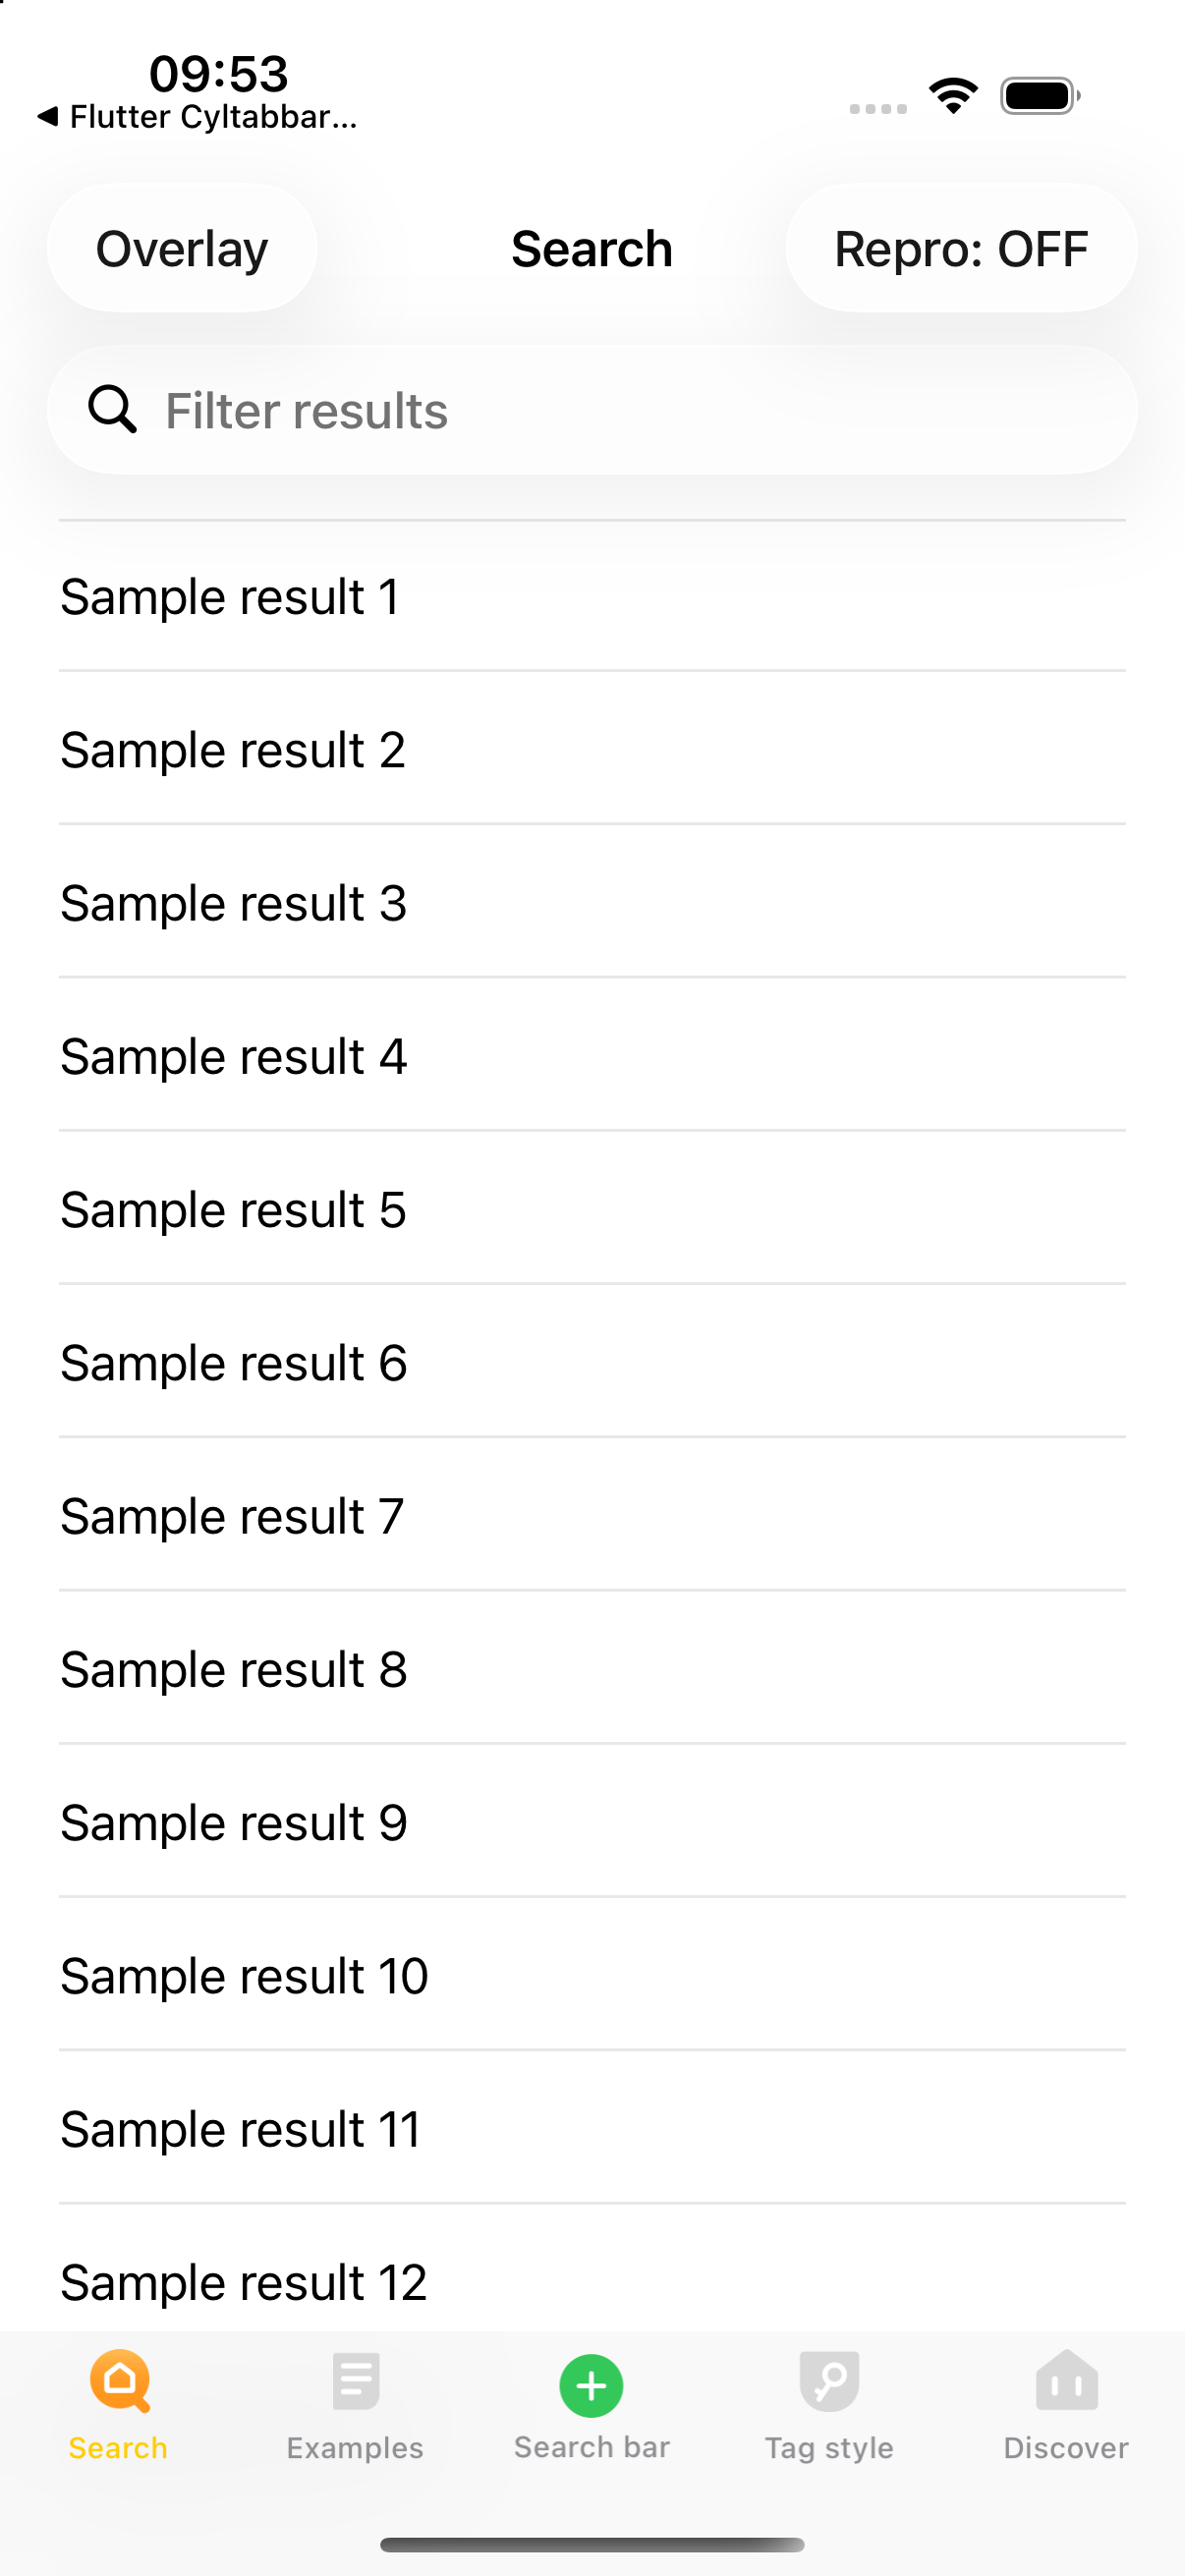 09:53
◀ Flutter Cyltabbar...
Overlay
Search
Repro: OFF
Filter results
Sample result 1
Sample result 2
Sample result 3
Sample result 4
Sample result 5
Sample result 6
Sample result 7
Sample result 8
Sample result 9
Sample result 10
Sample result 11
Sample result 12
Search
Examples
Search bar
Tag style
Discover